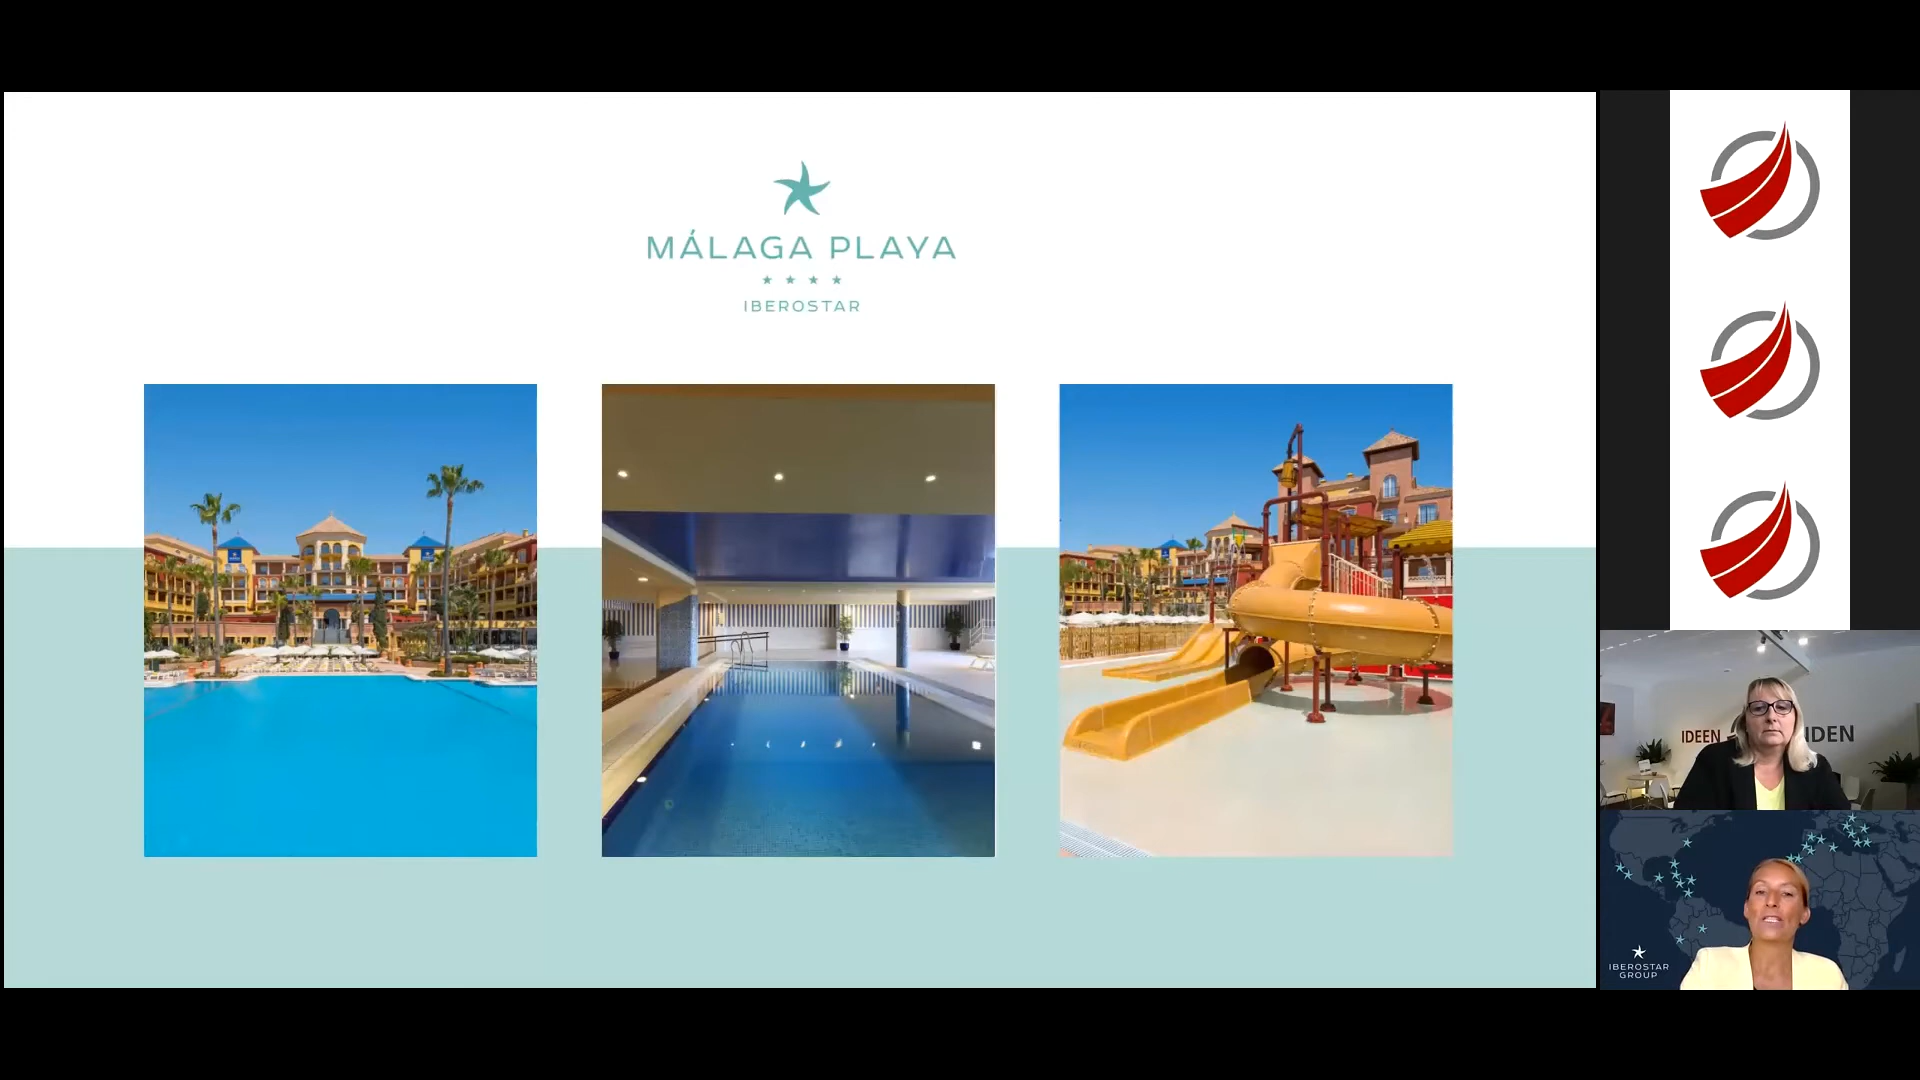 MÁLAGA PLAYA
IBEROSTAR
IDEEN
IDEN
IBEROSTAR
GROUP